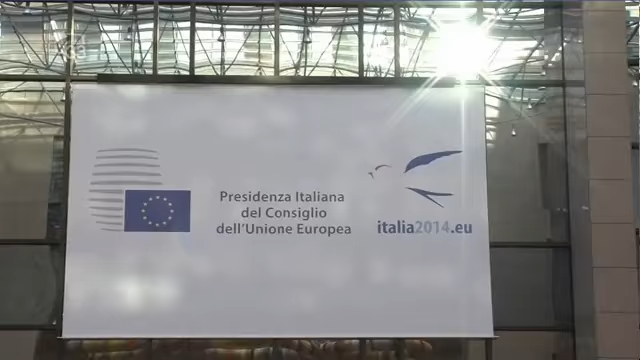 Presidenza Italiana
del Consiglio
dell'Unione Europea
italia2014.eu